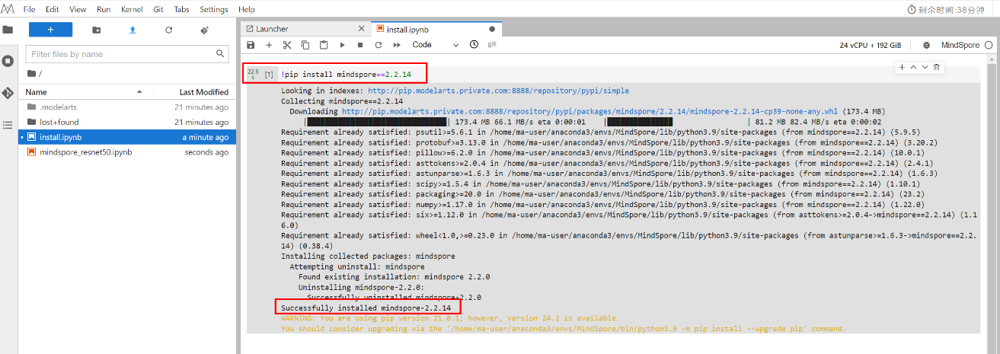 File Edit View Run Kernel Git Tabs Settings Help
剩余时间:38分钟
Launcher
install.ipynb
Code
git
24 vCPU + 192 GiB
MindSpore
Filter files by name
/
Name Last Modified
.modelarts 21 minutes ago
lost+found 21 minutes ago
install.ipynb a minute ago
mindspore_resnet50.ipynb seconds ago
22.9
s
[1]
!pip install mindspore==2.2.14
Looking in indexes: http://pip.modelarts.private.com:8888/repository/pypi/simple
Collecting mindspore==2.2.14
Downloading http://pip.modelarts.private.com:8888/repository/pypi/packages/mindspore/2.2.14/mindspore-2.2.14-cp39-none-any.whl (173.4 MB)
| 173.4 MB 66.1 MB/s eta 0:00:01 | | 81.2 MB 82.4 MB/s eta 0:00:02
Requirement already satisfied: psutil>=5.6.1 in /home/ma-user/anaconda3/envs/MindSpore/lib/python3.9/site-packages (from mindspore==2.2.14) (5.9.5)
Requirement already satisfied: protobuf>=3.13.0 in /home/ma-user/anaconda3/envs/MindSpore/lib/python3.9/site-packages (from mindspore==2.2.14) (3.20.2)
Requirement already satisfied: pillow>=6.2.0 in /home/ma-user/anaconda3/envs/MindSpore/lib/python3.9/site-packages (from mindspore==2.2.14) (10.0.1)
Requirement already satisfied: asttokens>=2.0.4 in /home/ma-user/anaconda3/envs/MindSpore/lib/python3.9/site-packages (from mindspore==2.2.14) (2.4.1)
Requirement already satisfied: astunparse>=1.6.3 in /home/ma-user/anaconda3/envs/MindSpore/lib/python3.9/site-packages (from mindspore==2.2.14) (1.6.3)
Requirement already satisfied: scipy>=1.5.4 in /home/ma-user/anaconda3/envs/MindSpore/lib/python3.9/site-packages (from mindspore==2.2.14) (1.10.1)
Requirement already satisfied: packaging>=20.0 in /home/ma-user/anaconda3/envs/MindSpore/lib/python3.9/site-packages (from mindspore==2.2.14) (23.2)
Requirement already satisfied: numpy>=1.17.0 in /home/ma-user/anaconda3/envs/MindSpore/lib/python3.9/site-packages (from mindspore==2.2.14) (1.22.0)
Requirement already satisfied: six>=1.12.0 in /home/ma-user/anaconda3/envs/MindSpore/lib/python3.9/site-packages (from asttokens>=2.0.4->mindspore==2.2.14) (1.1
6.0)
Requirement already satisfied: wheel<1.0,>=0.23.0 in /home/ma-user/anaconda3/envs/MindSpore/lib/python3.9/site-packages (from astunparse>=1.6.3->mindspore==2.2.
14) (0.38.4)
Installing collected packages: mindspore
Attempting uninstall: mindspore
Found existing installation: mindspore 2.2.0
Uninstalling mindspore-2.2.0:
Successfully uninstalled mindspore-2.2.0
Successfully installed mindspore-2.2.14
WARNING: You are using pip version 21.0.1; however, version 24.2 is available.
You should consider upgrading via the '/home/ma-user/anaconda3/envs/MindSpore/bin/python3.9 -m pip install --upgrade pip' command.